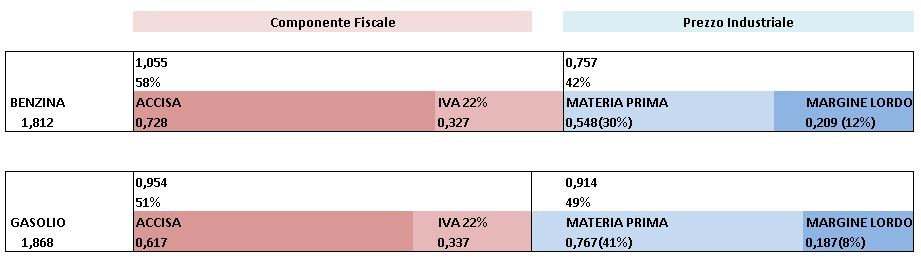 Componente Fiscale Prezzo Industriale
1,055 0,757
58% 42%
BENZINA ACCISA IVA 22% MATERIA PRIMA MARGINE LORDO
1,812 0,728 0,327 0,548(30%) 0,209 (12%)
0,954 0,914
51% 49%
GASOLIO ACCISA IVA 22% MATERIA PRIMA MARGINE LORDO
1,868 0,617 0,337 0,767(41%) 0,187(8%)